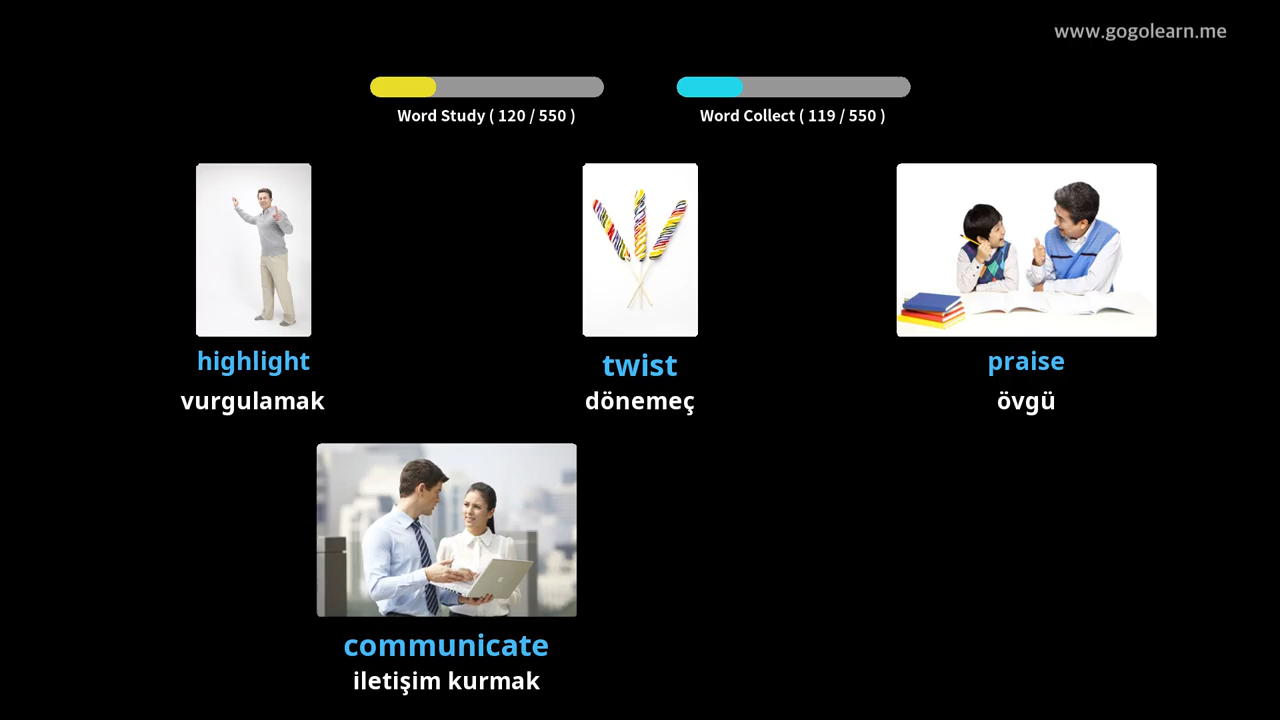 www.gogolearn.me
Word Study ( 120 / 550 )
Word Collect ( 119 / 550 )
highlight
vurgulamak
twist
dönemeç
praise
övgü
communicate
iletişim kurmak